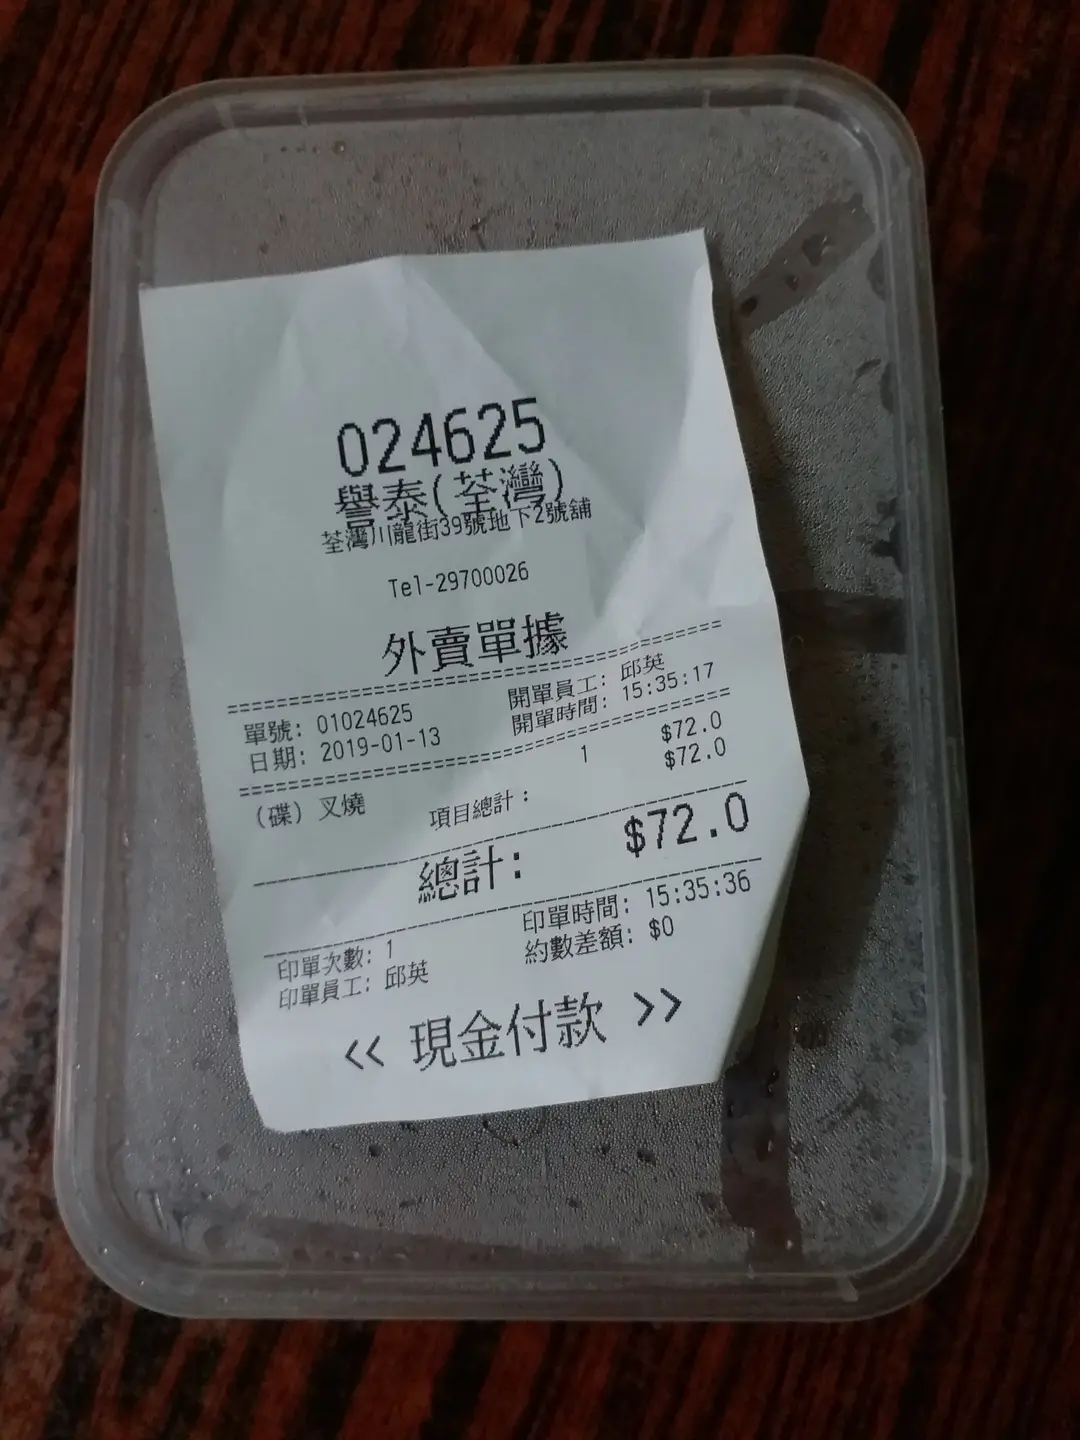 024625
譽泰(荃灣)
荃灣川龍街39號地下2號舖
Tel-29700026
外賣單據
單號: 01024625 開單員工: 邱英
日期: 2019-01-13 開單時間: 15:35:17
(碟) 叉燒 1 $72.0
項目總計: $72.0
總計: $72.0
印單次數: 1 印單時間: 15:35:36
印單員工: 邱英 約數差額: $0
<< 現金付款 >>